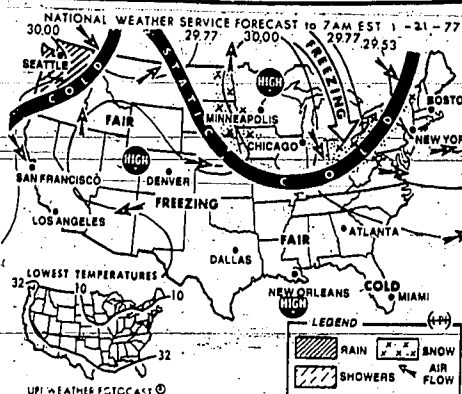 NATIONAL WEATHER SERVICE FORECAST to 7AM EST 1-21-77
30.00
29.77
30.00
29.77
29.53
SEATTLE
COLD
STATIC
FREEZING
HIGH
MINNEAPOLIS
BOSTON
NEW YORK
CHICAGO
COLD
FAIR
HIGH
DENVER
SAN FRANCISCO
FREEZING
LOS ANGELES
FAIR
ATLANTA
DALLAS
NEW ORLEANS
COLD
HIGH
MIAMI
LOWEST TEMPERATURES
32
10
10
32
UPI WEATHER FOTOCAST ®
LEGEND
(UPI)
RAIN
SNOW
SHOWERS
AIR FLOW